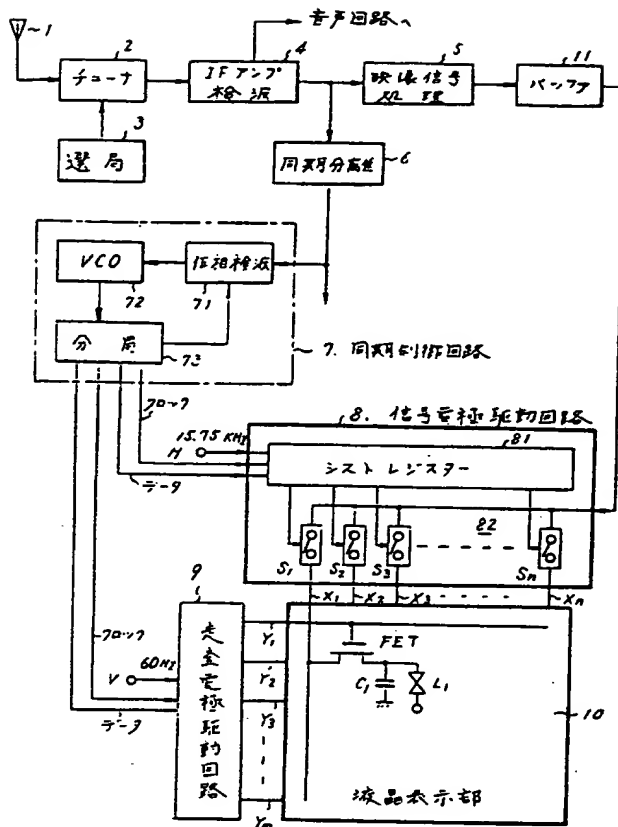 音声回路へ
1
2
4
5
11
チューナ
IFアンプ
検波
映像信号
処理
バッファ
3
選局
同期分離
6
VCO
位相検波
72
71
分周
73
7. 同期制御回路
クロック
8. 信号電極駆動回路
15.75 KHz
H
81
シストレジスター
データ
82
S1 S2 S3 Sn
X1 X2 X3 Xn
9
クロック
60Hz
V
データ
走査電極駆動回路
Y1
Y2
Y3
Ym
FET
C1
L1
10
液晶表示部